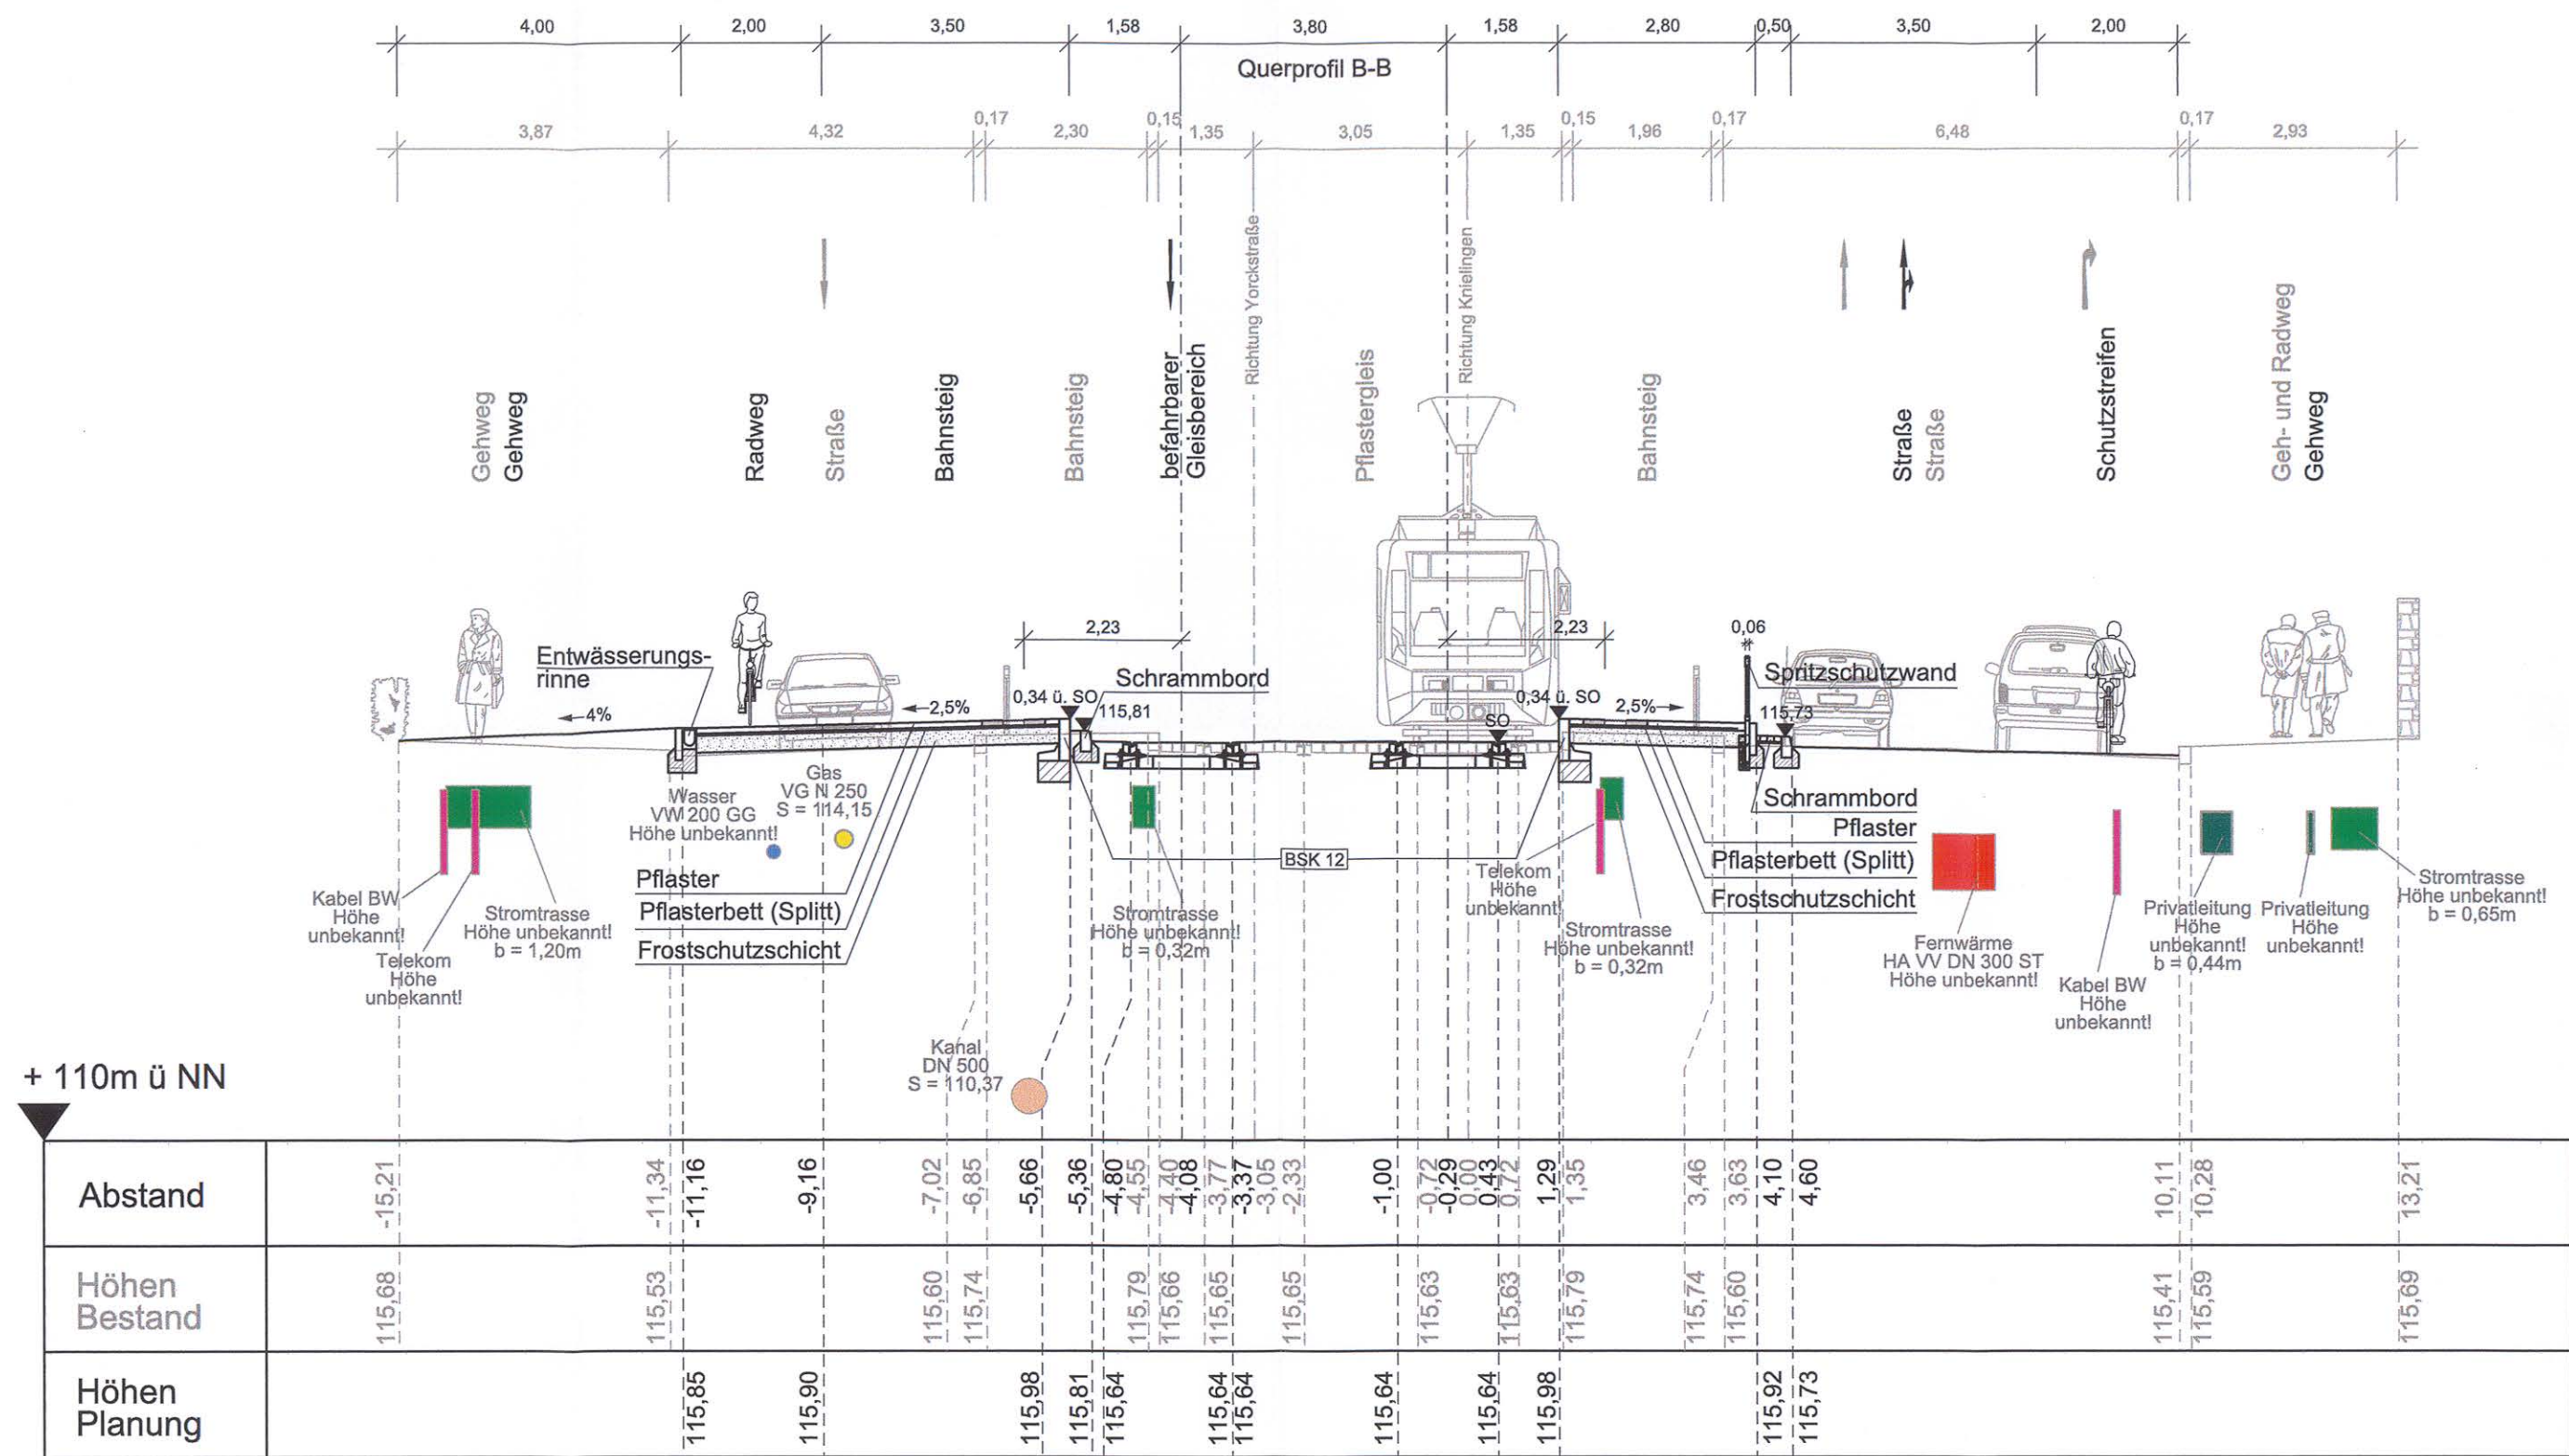 4,00 2,00 3,50 1,58 3,80 1,58 2,80 0,50 3,50 2,00
Querprofil B-B
3,87 4,32 0,17 2,30 0,15 1,35 3,05 1,35 0,15 1,96 0,17 6,48 0,17 2,93
Gehweg
Gehweg
Radweg
Straße
Bahnsteig
Bahnsteig
befahrbarer
Gleisbereich
Richtung Yorckstraße
Pflastergleis
Richtung Knielingen
Bahnsteig
Straße
Straße
Schutzstreifen
Geh- und Radweg
Gehweg
Entwässerungs-
rinne
4%
2,5%
2,23
0,34 ü. SO
115,81
Schrammbord
2,23
0,34 ü. SO
SO
2,5%
0,06
Spritzschutzwand
115,73
Wasser
VW 200 GG
Höhe unbekannt!
Gas
VG N 250
S = 114,15
Pflaster
Pflasterbett (Splitt)
Frostschutzschicht
Kabel BW
Höhe
unbekannt!
Telekom
Höhe
unbekannt!
Stromtrasse
Höhe unbekannt!
b = 1,20m
Stromtrasse
Höhe unbekannt!
b = 0,32m
BSK 12
Telekom
Höhe
unbekannt!
Stromtrasse
Höhe unbekannt!
b = 0,32m
Schrammbord
Pflaster
Pflasterbett (Splitt)
Frostschutzschicht
Fernwärme
HA VV DN 300 ST
Höhe unbekannt!
Kabel BW
Höhe
unbekannt!
Privatleitung
Höhe
unbekannt!
b = 0,44m
Privatleitung
Höhe
unbekannt!
Stromtrasse
Höhe unbekannt!
b = 0,65m
Kanal
DN 500
S = 110,37
+ 110m ü NN
Abstand
-15,21 -11,34 -11,16 -9,16 -7,02 -6,85 -5,66 -5,36 -4,80 -4,55 -4,40 -4,08 -3,77 -3,37 -3,05 -2,33 -1,00 -0,72 -0,29 0,00 0,43 0,72 1,29 1,35 3,46 3,63 4,10 4,60 10,11 10,28 13,21
Höhen
Bestand
115,68 115,53 115,60 115,74 115,79 115,66 115,65 115,65 115,63 115,63 115,79 115,74 115,60 115,41 115,59 115,69
Höhen
Planung
115,85 115,90 115,98 115,81 115,64 115,64 115,64 115,64 115,64 115,98 115,92 115,73